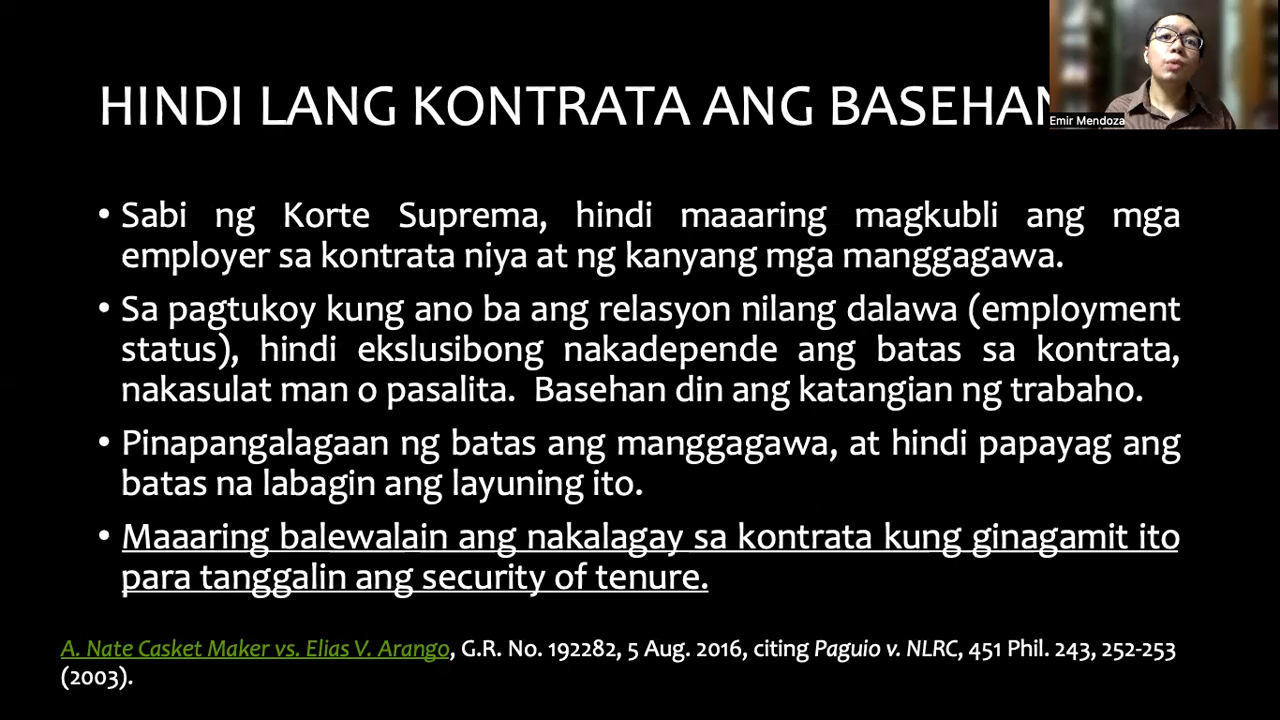 HINDI LANG KONTRATA ANG BASEHAN
Emir Mendoza
• Sabi ng Korte Suprema, hindi maaaring magkubli ang mga
employer sa kontrata niya at ng kanyang mga manggagawa.
• Sa pagtukoy kung ano ba ang relasyon nilang dalawa (employment
status), hindi ekslusibong nakadepende ang batas sa kontrata,
nakasulat man o pasalita. Basehan din ang katangian ng trabaho.
• Pinapangalagaan ng batas ang manggagawa, at hindi papayag ang
batas na labagin ang layuning ito.
• Maaaring balewalain ang nakalagay sa kontrata kung ginagamit ito
para tanggalin ang security of tenure.
A. Nate Casket Maker vs. Elias V. Arango, G.R. No. 192282, 5 Aug. 2016, citing Paguio v. NLRC, 451 Phil. 243, 252-253
(2003).